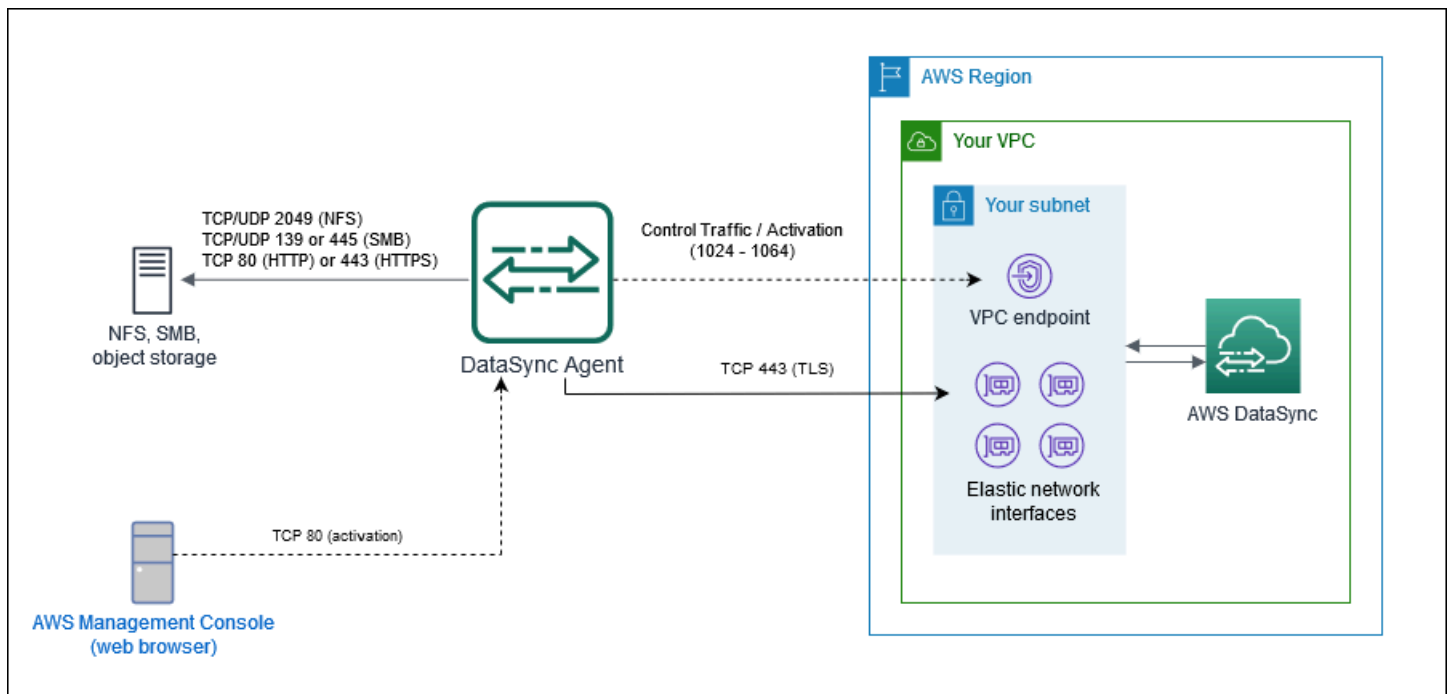 AWS Region
Your VPC
Your subnet
TCP/UDP 2049 (NFS)
TCP/UDP 139 or 445 (SMB)
TCP 80 (HTTP) or 443 (HTTPS)
Control Traffic / Activation
(1024 - 1064)
VPC endpoint
NFS, SMB,
object storage
DataSync Agent
TCP 443 (TLS)
AWS DataSync
Elastic network
interfaces
TCP 80 (activation)
AWS Management Console
(web browser)